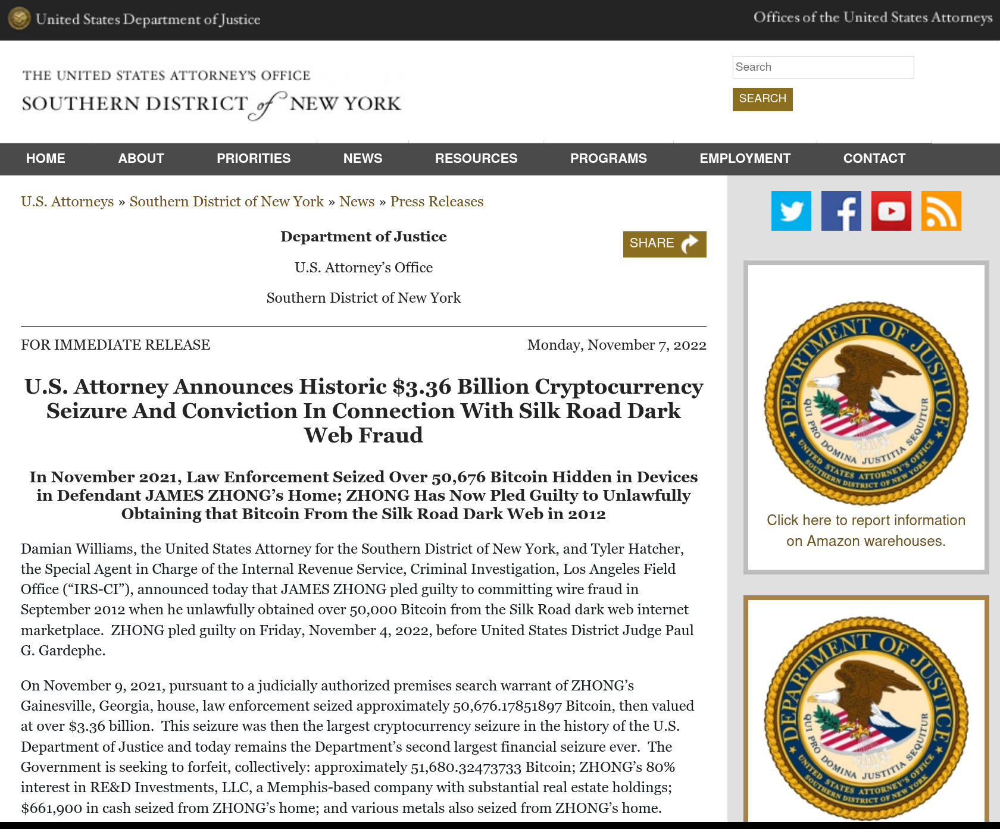 United States Department of Justice
Offices of the United States Attorneys
THE UNITED STATES ATTORNEY'S OFFICE
SOUTHERN DISTRICT of NEW YORK
Search
SEARCH
HOME ABOUT PRIORITIES NEWS RESOURCES PROGRAMS EMPLOYMENT CONTACT
U.S. Attorneys » Southern District of New York » News » Press Releases
Department of Justice
SHARE
U.S. Attorney’s Office
Southern District of New York
FOR IMMEDIATE RELEASE
Monday, November 7, 2022
U.S. Attorney Announces Historic $3.36 Billion Cryptocurrency
Seizure And Conviction In Connection With Silk Road Dark
Web Fraud
In November 2021, Law Enforcement Seized Over 50,676 Bitcoin Hidden in Devices
in Defendant JAMES ZHONG’s Home; ZHONG Has Now Pled Guilty to Unlawfully
Obtaining that Bitcoin From the Silk Road Dark Web in 2012
Damian Williams, the United States Attorney for the Southern District of New York, and Tyler Hatcher,
the Special Agent in Charge of the Internal Revenue Service, Criminal Investigation, Los Angeles Field
Office (“IRS-CI”), announced today that JAMES ZHONG pled guilty to committing wire fraud in
September 2012 when he unlawfully obtained over 50,000 Bitcoin from the Silk Road dark web internet
marketplace.  ZHONG pled guilty on Friday, November 4, 2022, before United States District Judge Paul
G. Gardephe.
On November 9, 2021, pursuant to a judicially authorized premises search warrant of ZHONG’s
Gainesville, Georgia, house, law enforcement seized approximately 50,676.17851897 Bitcoin, then valued
at over $3.36 billion.  This seizure was then the largest cryptocurrency seizure in the history of the U.S.
Department of Justice and today remains the Department’s second largest financial seizure ever.  The
Government is seeking to forfeit, collectively: approximately 51,680.32473733 Bitcoin; ZHONG’s 80%
interest in RE&D Investments, LLC, a Memphis-based company with substantial real estate holdings;
$661,900 in cash seized from ZHONG’s home; and various metals also seized from ZHONG’s home.
DEPARTMENT OF JUSTICE
QUI PRO DOMINA JUSTITIA SEQUITUR
UNITED STATES ATTORNEY'S OFFICE
SOUTHERN DISTRICT OF NEW YORK
Click here to report information
on Amazon warehouses.
DEPARTMENT OF JUSTICE
QUI PRO DOMINA JUSTITIA SEQUITUR
UNITED STATES ATTORNEY'S OFFICE
SOUTHERN DISTRICT OF NEW YORK